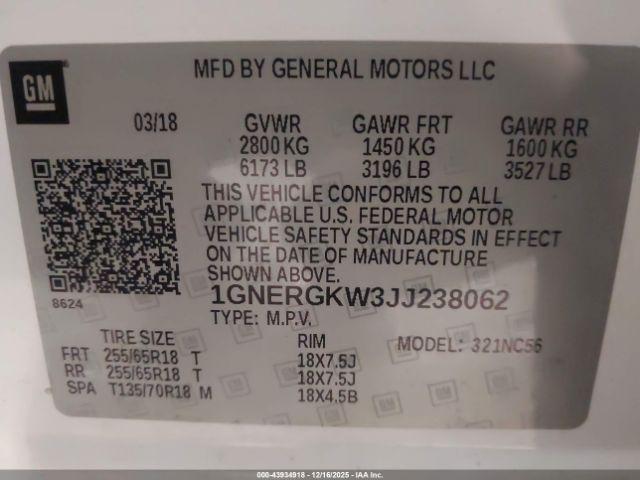 GM
MFD BY GENERAL MOTORS LLC
03/18 GVWR GAWR FRT GAWR RR
2800 KG 1450 KG 1600 KG
6173 LB 3196 LB 3527 LB
THIS VEHICLE CONFORMS TO ALL
APPLICABLE U.S. FEDERAL MOTOR
VEHICLE SAFETY STANDARDS IN EFFECT
ON THE DATE OF MANUFACTURE
SHOWN ABOVE.
8624
1GNERGKW3JJ238062
TYPE: M.P.V.
TIRE SIZE RIM MODEL: 321NC56
FRT 255/65R18 T 18X7.5J
RR 255/65R18 T 18X7.5J
SPA T135/70R18 M 18X4.5B
000-43934918 - 12/16/2025 - IAA Inc.